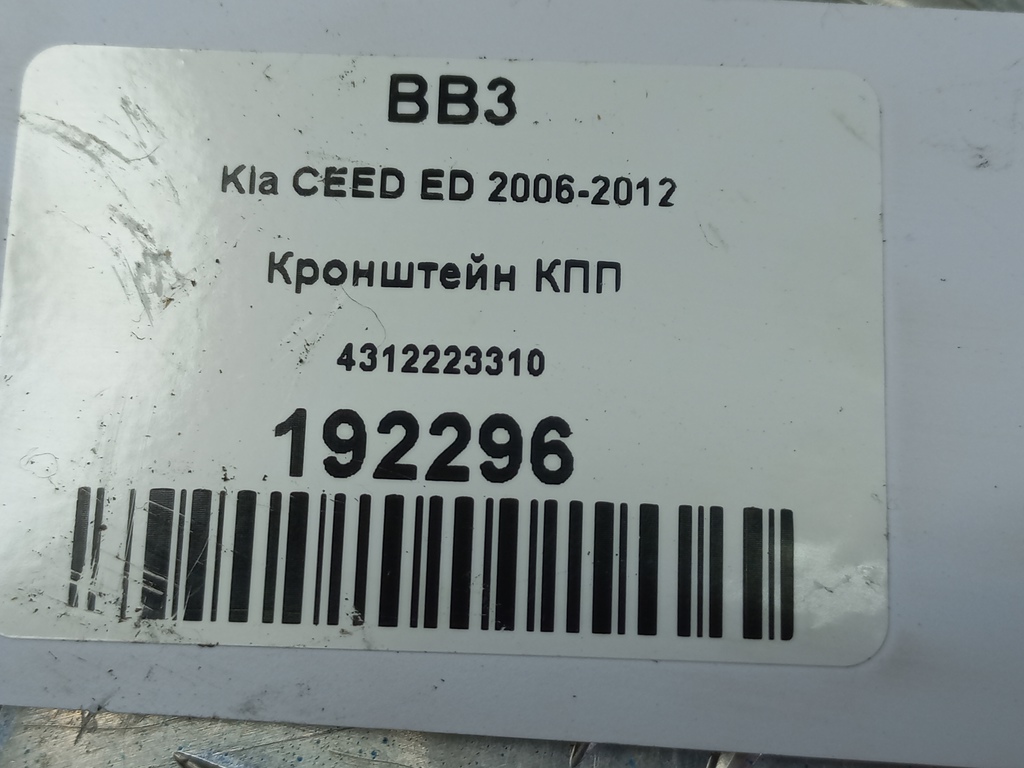 BB3
Kia CEED ED 2006-2012
Кронштейн КПП
4312223310
192296